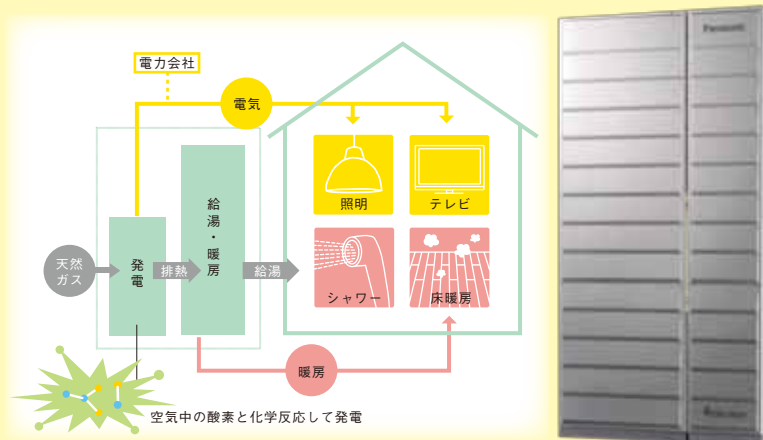 電力会社
電気
照明
テレビ
給湯・暖房
天然
ガス
発電
排熱
給湯
シャワー
床暖房
暖房
空気中の酸素と化学反応して発電
Panasonic